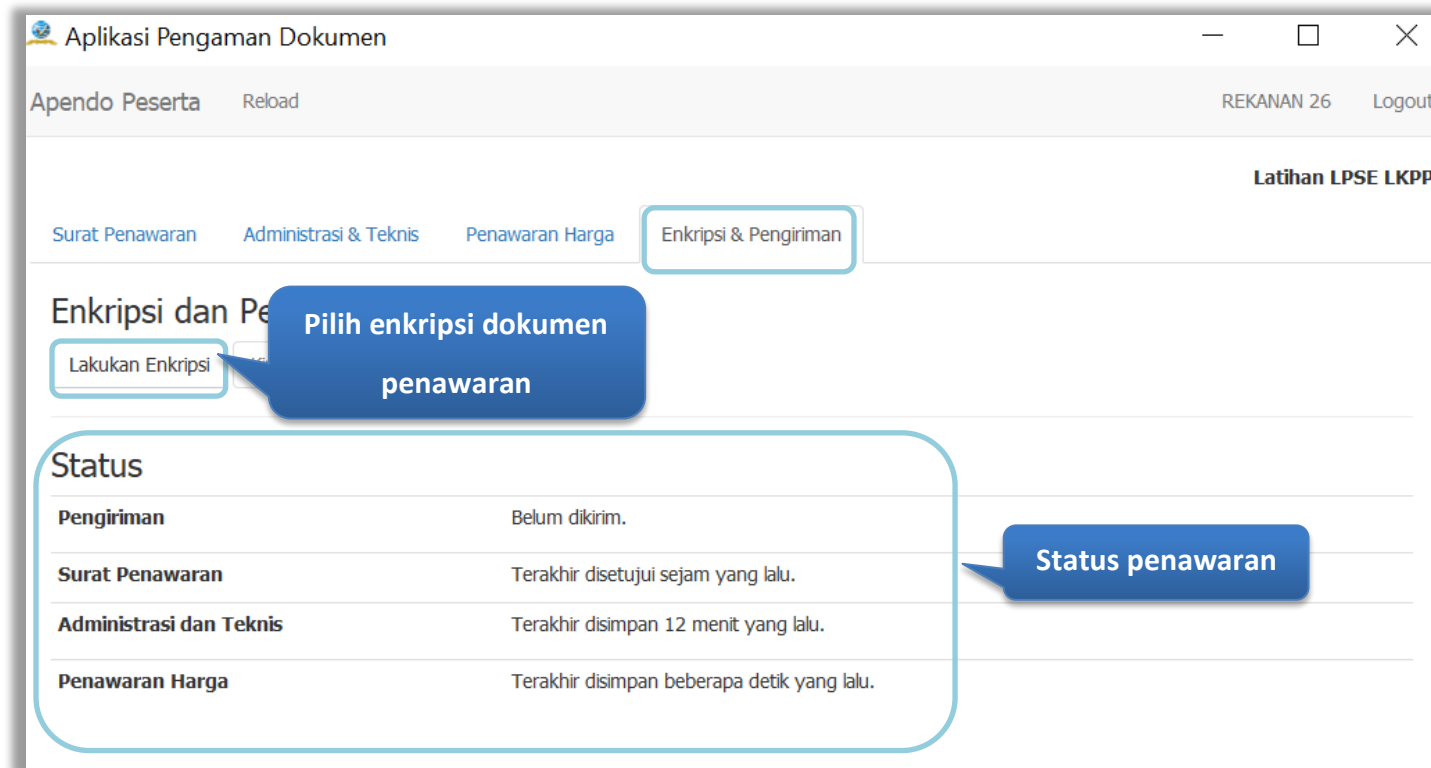 Aplikasi Pengaman Dokumen
Apendo Peserta Reload REKANAN 26 Logout
Latihan LPSE LKPP
Surat Penawaran Administrasi & Teknis Penawaran Harga Enkripsi & Pengiriman
Enkripsi dan
Pilih enkripsi dokumen
penawaran
Lakukan Enkripsi
Status
Pengiriman Belum dikirim.
Surat Penawaran Terakhir disetujui sejam yang lalu.
Status penawaran
Administrasi dan Teknis Terakhir disimpan 12 menit yang lalu.
Penawaran Harga Terakhir disimpan beberapa detik yang lalu.